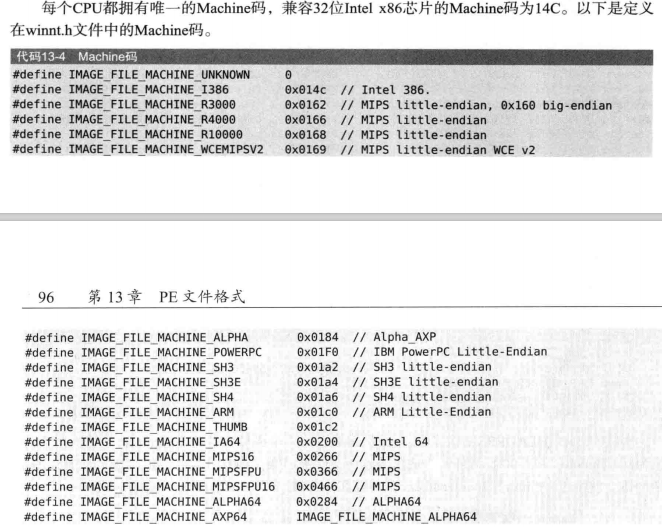 每个CPU都拥有唯一的Machine码，兼容32位Intel x86芯片的Machine码为14C。以下是定义
在winnt.h文件中的Machine码。
代码13-4 Machine码
#define IMAGE_FILE_MACHINE_UNKNOWN 0
#define IMAGE_FILE_MACHINE_I386 0x014c // Intel 386.
#define IMAGE_FILE_MACHINE_R3000 0x0162 // MIPS little-endian, 0x160 big-endian
#define IMAGE_FILE_MACHINE_R4000 0x0166 // MIPS little-endian
#define IMAGE_FILE_MACHINE_R10000 0x0168 // MIPS little-endian
#define IMAGE_FILE_MACHINE_WCEMIPSV2 0x0169 // MIPS little-endian WCE v2
96 第 13 章 PE 文件格式
#define IMAGE_FILE_MACHINE_ALPHA 0x0184 // Alpha_AXP
#define IMAGE_FILE_MACHINE_POWERPC 0x01F0 // IBM PowerPC Little-Endian
#define IMAGE_FILE_MACHINE_SH3 0x01a2 // SH3 little-endian
#define IMAGE_FILE_MACHINE_SH3E 0x01a4 // SH3E little-endian
#define IMAGE_FILE_MACHINE_SH4 0x01a6 // SH4 little-endian
#define IMAGE_FILE_MACHINE_ARM 0x01c0 // ARM Little-Endian
#define IMAGE_FILE_MACHINE_THUMB 0x01c2
#define IMAGE_FILE_MACHINE_IA64 0x0200 // Intel 64
#define IMAGE_FILE_MACHINE_MIPS16 0x0266 // MIPS
#define IMAGE_FILE_MACHINE_MIPSFPU 0x0366 // MIPS
#define IMAGE_FILE_MACHINE_MIPSFPU16 0x0466 // MIPS
#define IMAGE_FILE_MACHINE_ALPHA64 0x0284 // ALPHA64
#define IMAGE_FILE_MACHINE_AXP64 IMAGE_FILE_MACHINE_ALPHA64